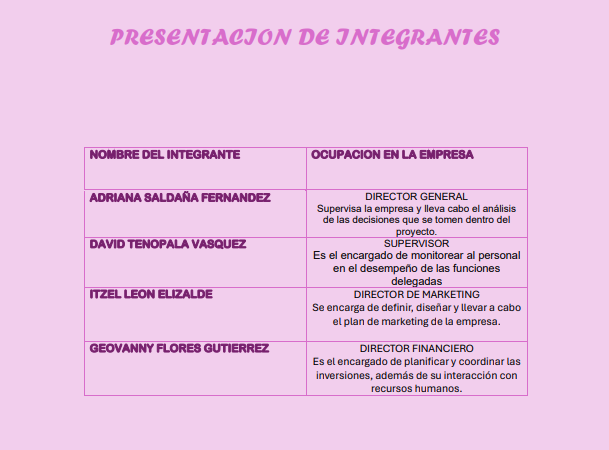 PRESENTACION DE INTEGRANTES
NOMBRE DEL INTEGRANTE
OCUPACION EN LA EMPRESA
ADRIANA SALDAÑA FERNANDEZ
DIRECTOR GENERAL
Supervisa la empresa y lleva cabo el análisis
de las decisiones que se tomen dentro del
proyecto.
DAVID TENOPALA VASQUEZ
SUPERVISOR
Es el encargado de monitorear al personal
en el desempeño de las funciones
delegadas
ITZEL LEON ELIZALDE
DIRECTOR DE MARKETING
Se encarga de definir, diseñar y llevar a cabo
el plan de marketing de la empresa.
GEOVANNY FLORES GUTIERREZ
DIRECTOR FINANCIERO
Es el encargado de planificar y coordinar las
inversiones, además de su interacción con
recursos humanos.